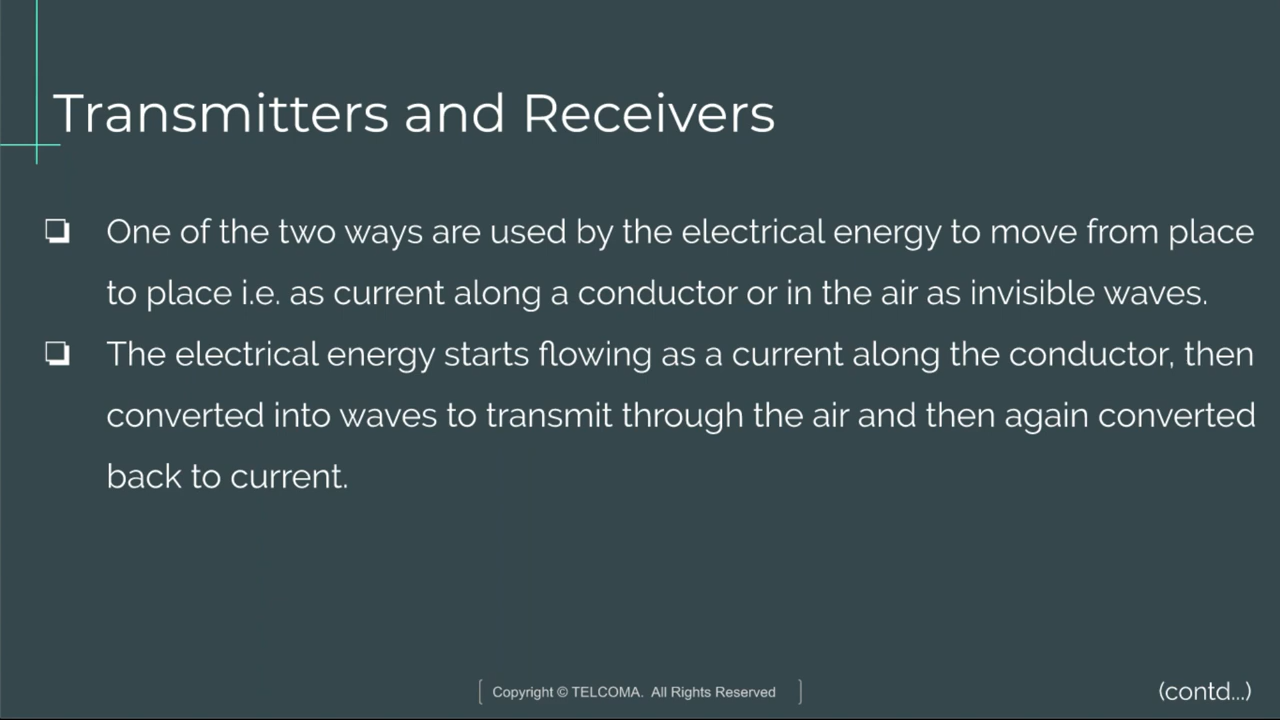 Transmitters and Receivers
❏ One of the two ways are used by the electrical energy to move from place
to place i.e. as current along a conductor or in the air as invisible waves.
❏ The electrical energy starts flowing as a current along the conductor, then
converted into waves to transmit through the air and then again converted
back to current.
[ Copyright © TELCOMA. All Rights Reserved ]
(contd...)